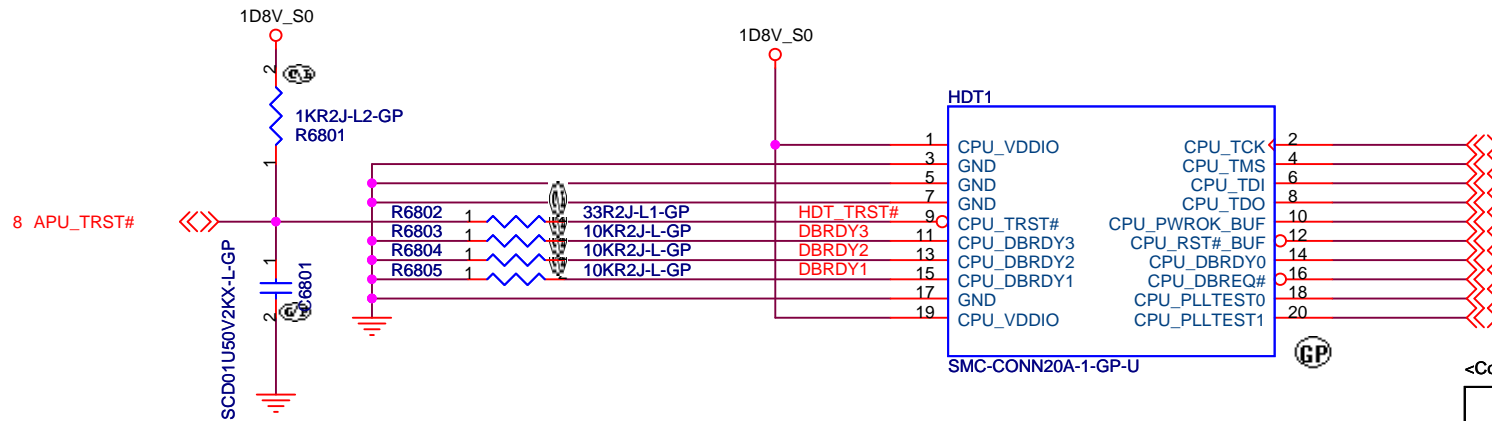 1D8V_S0
2
1KR2J-L2-GP
R6801
1
8 APU_TRST#
1
C6801
2
SCD01U50V2KX-L-GP
R6802 1 33R2J-L1-GP HDT_TRST#
R6803 1 10KR2J-L-GP DBRDY3
R6804 1 10KR2J-L-GP DBRDY2
R6805 1 10KR2J-L-GP DBRDY1
1D8V_S0
HDT1
1 CPU_VDDIO CPU_TCK 2
3 GND CPU_TMS 4
5 GND CPU_TDI 6
7 GND CPU_TDO 8
9 CPU_TRST# CPU_PWROK_BUF 10
11 CPU_DBRDY3 CPU_RST#_BUF 12
13 CPU_DBRDY2 CPU_DBRDY0 14
15 CPU_DBRDY1 CPU_DBREQ# 16
17 GND CPU_PLLTEST0 18
19 CPU_VDDIO CPU_PLLTEST1 20
SMC-CONN20A-1-GP-U
GP